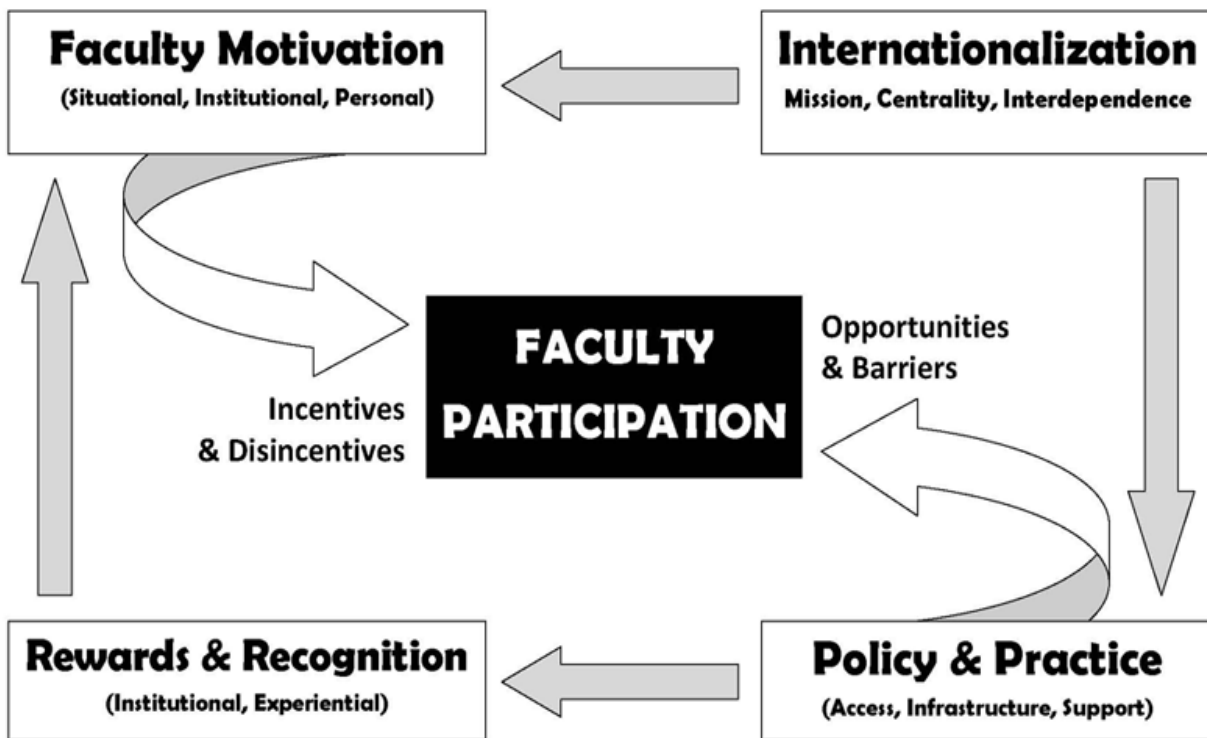 Faculty Motivation
(Situational, Institutional, Personal)
Internationalization
Mission, Centrality, Interdependence
FACULTY
PARTICIPATION
Opportunities
& Barriers
Incentives
& Disincentives
Rewards & Recognition
(Institutional, Experiential)
Policy & Practice
(Access, Infrastructure, Support)